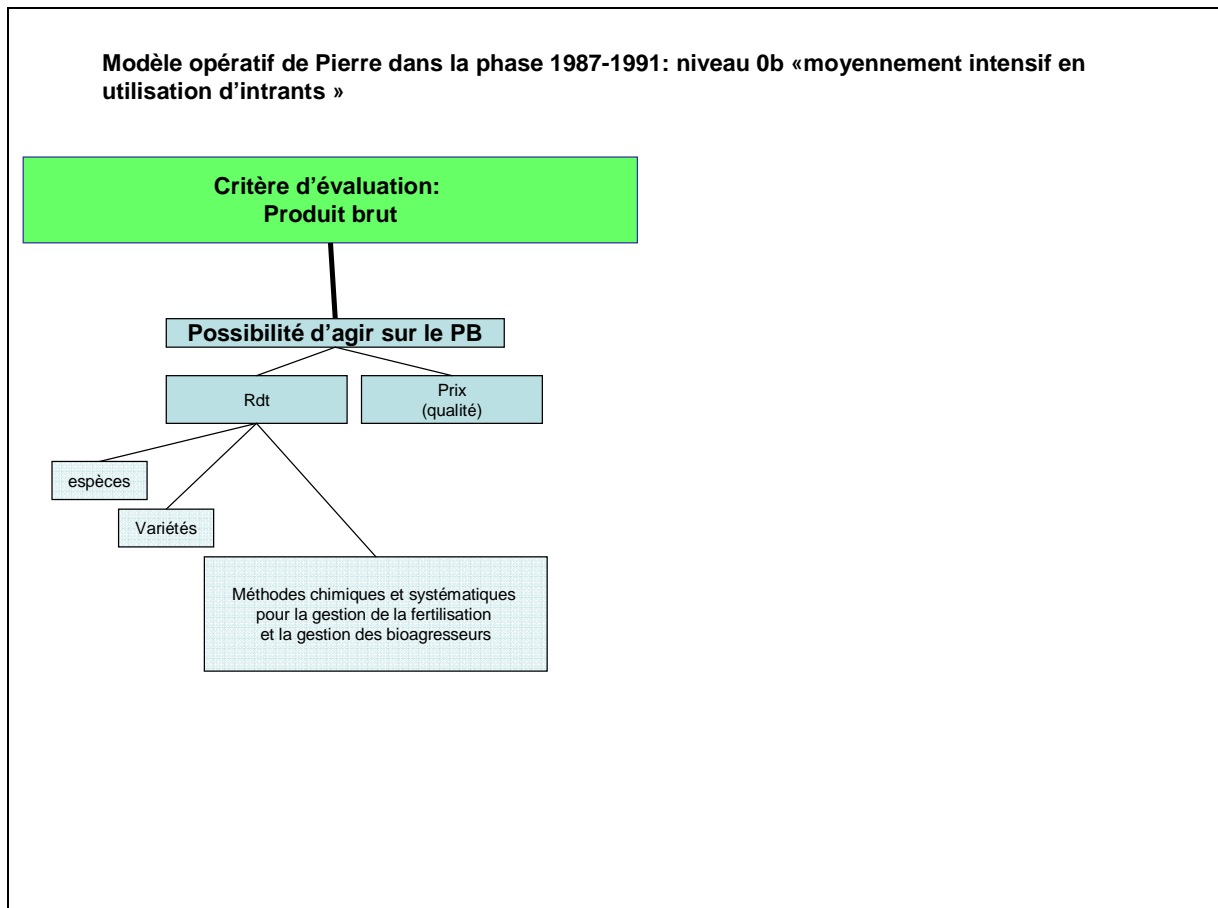 Modèle opératif de Pierre dans la phase 1987-1991: niveau 0b «moyennement intensif en
utilisation d’intrants »
Critère d'évaluation:
Produit brut
Possibilité d’agir sur le PB
Rdt
Prix
(qualité)
espèces
Variétés
Méthodes chimiques et systématiques
pour la gestion de la fertilisation
et la gestion des bioagresseurs